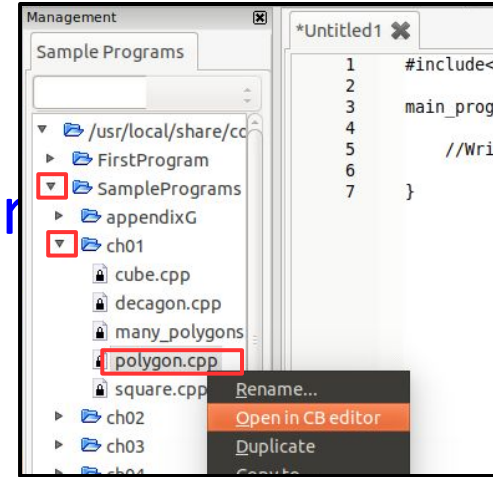 Management
Sample Programs
/usr/local/share/cc
FirstProgram
SamplePrograms
appendixG
ch01
cube.cpp
decagon.cpp
many_polygons
polygon.cpp
square.cpp
ch02
ch03
Rename...
Open in CB editor
Duplicate
*Untitled1
1 #include<
2
3 main_prog
4
5 //Wri
6
7 }